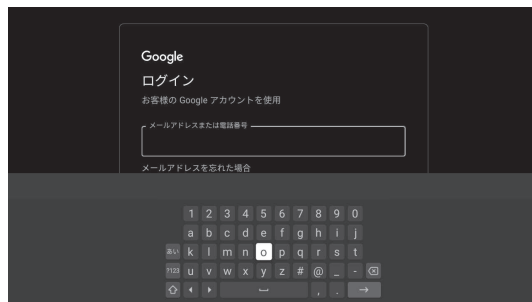 Google
ログイン
お客様の Google アカウントを使用
メールアドレスまたは電話番号
メールアドレスを忘れた場合
1 2 3 4 5 6 7 8 9 0
a b c d e f g h i j
あい k l m n o p q r s t
?123 u v w x y z # @ _ -
, .